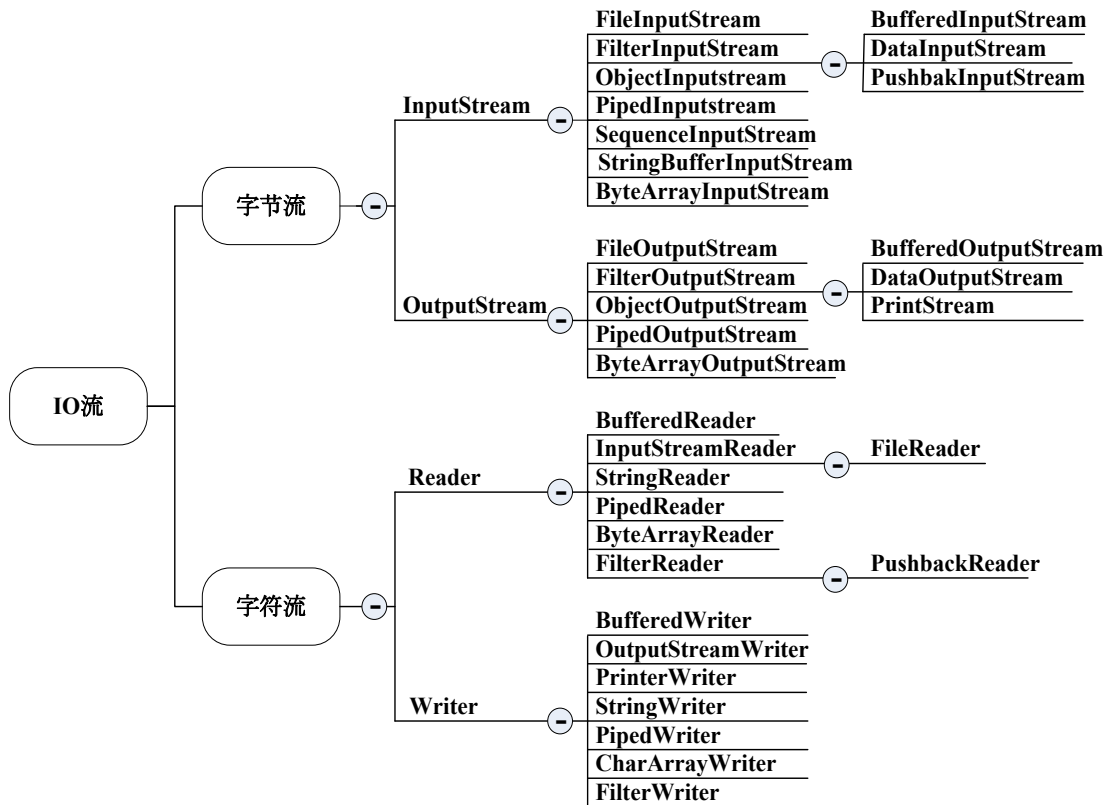 IO流
字节流
InputStream
FileInputStream
FilterInputStream
BufferedInputStream
DataInputStream
PushbakInputStream
ObjectInputstream
PipedInputstream
SequenceInputStream
StringBufferInputStream
ByteArrayInputStream
OutputStream
FileOutputStream
FilterOutputStream
BufferedOutputStream
DataOutputStream
PrintStream
ObjectOutputStream
PipedOutputStream
ByteArrayOutputStream
字符流
Reader
BufferedReader
InputStreamReader
FileReader
StringReader
PipedReader
ByteArrayReader
FilterReader
PushbackReader
Writer
BufferedWriter
OutputStreamWriter
PrinterWriter
StringWriter
PipedWriter
CharArrayWriter
FilterWriter